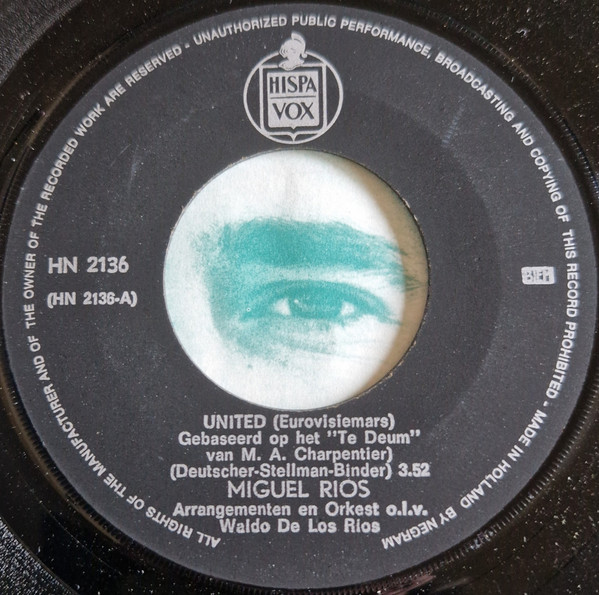 ALL RIGHTS OF THE MANUFACTURER AND OF THE OWNER OF THE RECORDED WORK ARE RESERVED - UNAUTHORIZED PUBLIC PERFORMANCE, BROADCASTING AND COPYING OF THIS RECORD PROHIBITED - MADE IN HOLLAND BY NEGRAM
HISPA
VOX
HN 2136
(HN 2136-A)
BIEM
UNITED (Eurovisiemars)
Gebaseerd op het "Te Deum"
van M. A. Charpentier)
(Deutscher-Stellman-Binder) 3.52
MIGUEL RIOS
Arrangementen en Orkest o.l.v.
Waldo De Los Rios